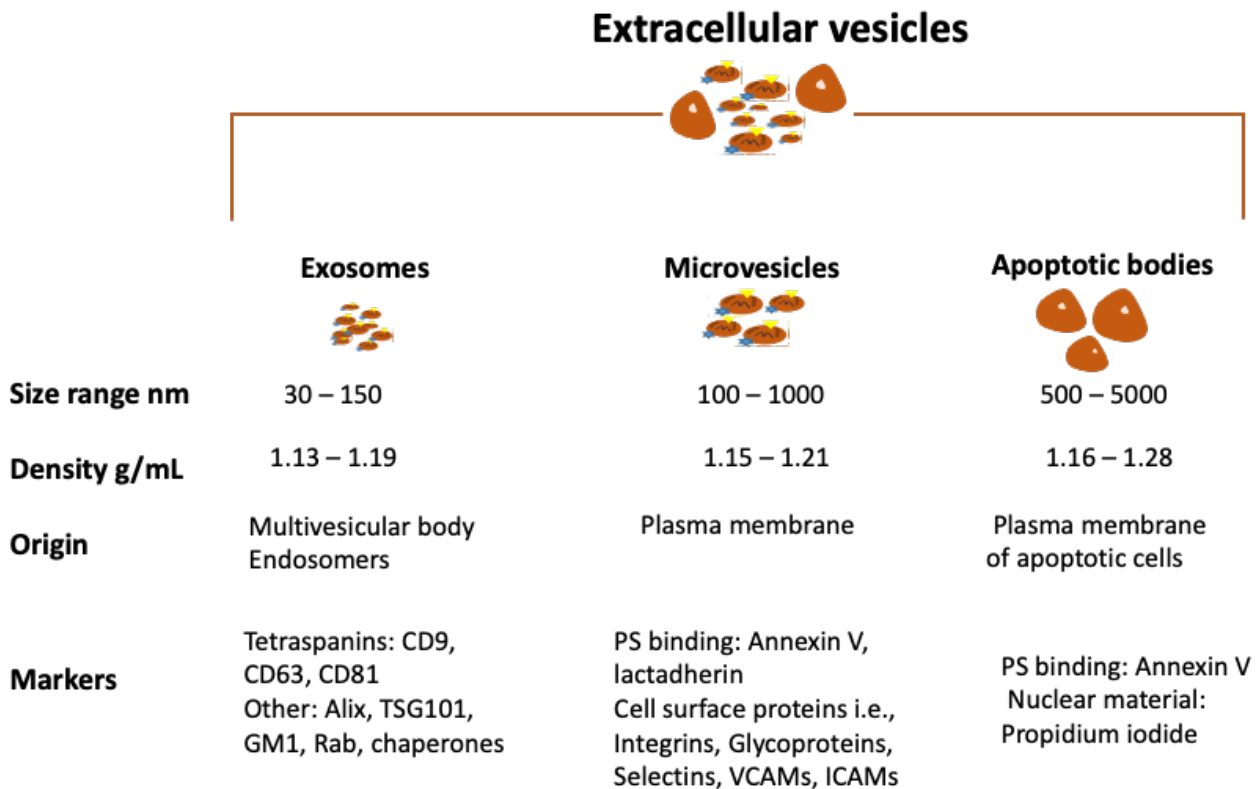 Extracellular vesicles
Exosomes
Microvesicles
Apoptotic bodies
Size range nm
30 – 150
100 – 1000
500 – 5000
Density g/mL
1.13 – 1.19
1.15 – 1.21
1.16 – 1.28
Origin
Multivesicular body
Endosomers
Plasma membrane
Plasma membrane
of apoptotic cells
Markers
Tetraspanins: CD9,
CD63, CD81
Other: Alix, TSG101,
GM1, Rab, chaperones
PS binding: Annexin V,
lactadherin
Cell surface proteins i.e.,
Integrins, Glycoproteins,
Selectins, VCAMs, ICAMs
PS binding: Annexin V
Nuclear material:
Propidium iodide